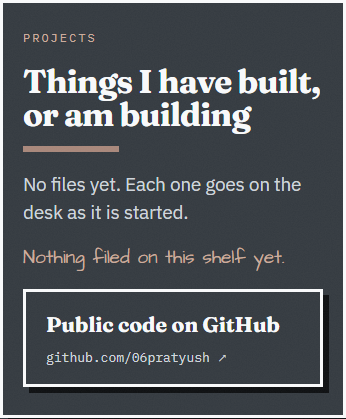 PROJECTS
Things I have built,
or am building
No files yet. Each one goes on the
desk as it is started.
Nothing filed on this shelf yet.
Public code on GitHub
github.com/06pratyush ↗